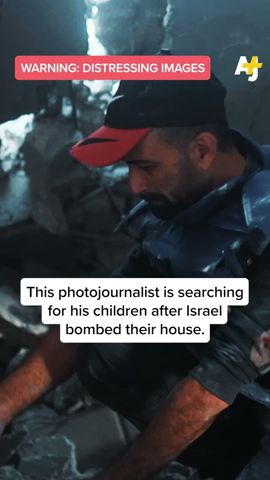 WARNING: DISTRESSING IMAGES
AJ+
This photojournalist is searching
for his children after Israel
bombed their house.